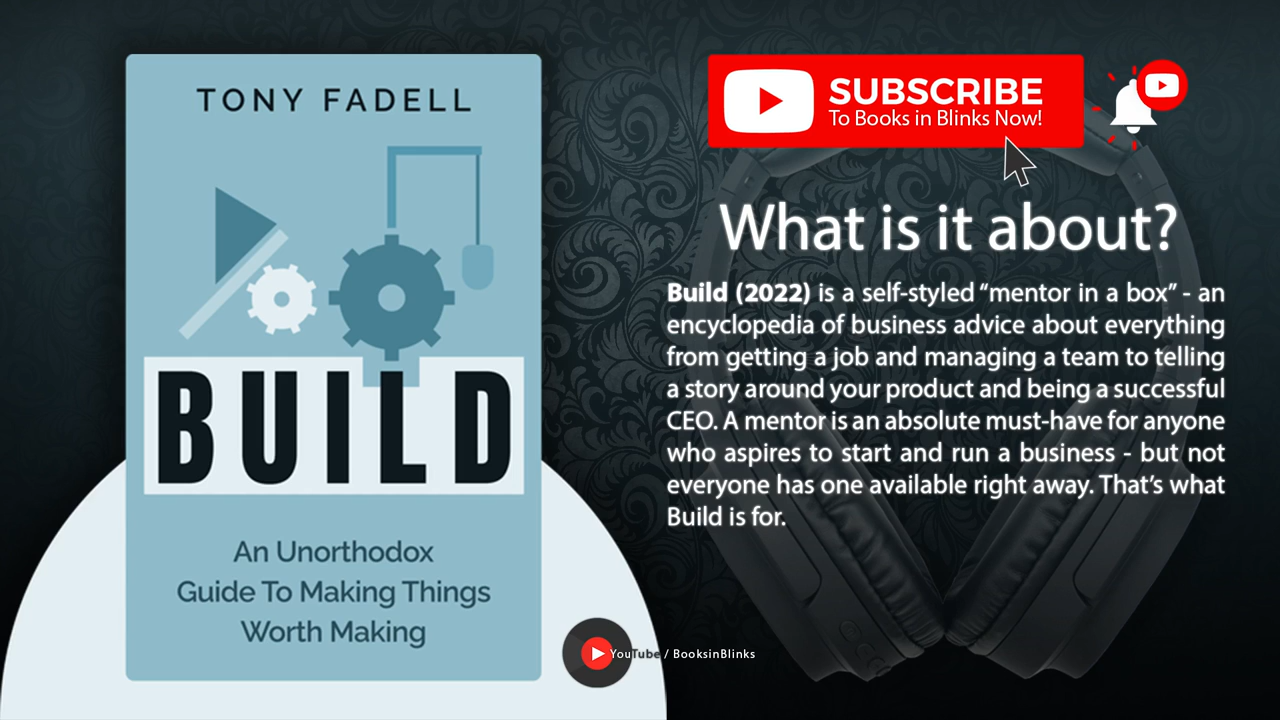 TONY FADELL
BUILD
An Unorthodox
Guide To Making Things
Worth Making
SUBSCRIBE
To Books in Blinks Now!
What is it about?
Build (2022) is a self-styled “mentor in a box” - an
encyclopedia of business advice about everything
from getting a job and managing a team to telling
a story around your product and being a successful
CEO. A mentor is an absolute must-have for anyone
who aspires to start and run a business - but not
everyone has one available right away. That’s what
Build is for.
YouTube / BooksinBlinks